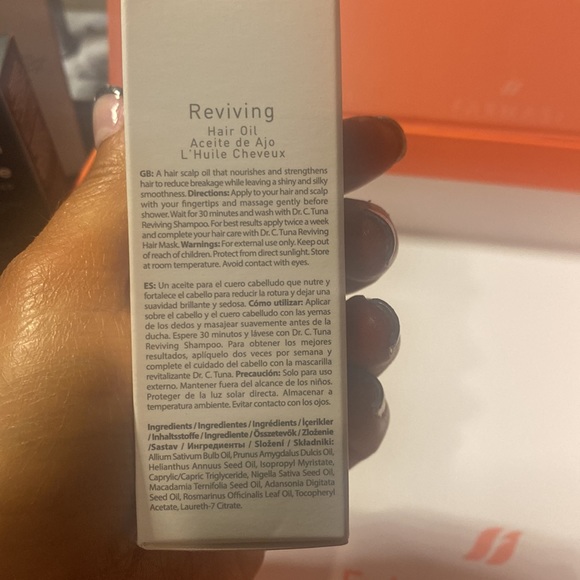 Reviving
Hair Oil
Aceite de Ajo
L'Huile Cheveux
GB: A hair scalp oil that nourishes and strengthens
hair to reduce breakage while leaving a shiny and silky
smoothness. Directions: Apply to your hair and scalp
with your fingertips and massage gently before
shower. Wait for 30 minutes and wash with Dr. C.Tuna
Reviving Shampoo. For best results apply twice a week
and complete your hair care with Dr. C.Tuna Reviving
Hair Mask. Warnings: For external use only. Keep out
of reach of children. Protect from direct sunlight. Store
at room temperature. Avoid contact with eyes.
ES: Un aceite para el cuero cabelludo que nutre y
fortalece el cabello para reducir la rotura y dejar una
suavidad brillante y sedosa. Cómo utilizar: Aplicar
sobre el cabello y el cuero cabelludo con las yemas
de los dedos y masajear suavemente antes de la
ducha. Espere 30 minutos y lávese con Dr. C. Tuna
Reviving Shampoo. Para obtener los mejores
resultados, aplíquelo dos veces por semana y
complete el cuidado del cabello con la mascarilla
revitalizante Dr. C. Tuna. Precaución: Solo para uso
externo. Mantener fuera del alcance de los niños.
Proteger de la luz solar directa. Almacenar a
temperatura ambiente. Evitar contacto con los ojos.
Ingredients / Ingredientes / Ingrédients / İçerikler
/ Inhaltsstoffe / Ingrediente / Összetevők / Zloženie
/Sastav / Ингредиенты / Složení / Składniki:
Allium Sativum Bulb Oil, Prunus Amygdalus Dulcis Oil,
Helianthus Annuus Seed Oil, Isopropyl Myristate,
Caprylic/Capric Triglyceride, Nigella Sativa Seed Oil,
Macadamia Ternifolia Seed Oil, Adansonia Digitata
Seed Oil, Rosmarinus Officinalis Leaf Oil, Tocopheryl
Acetate, Laureth-7 Citrate.